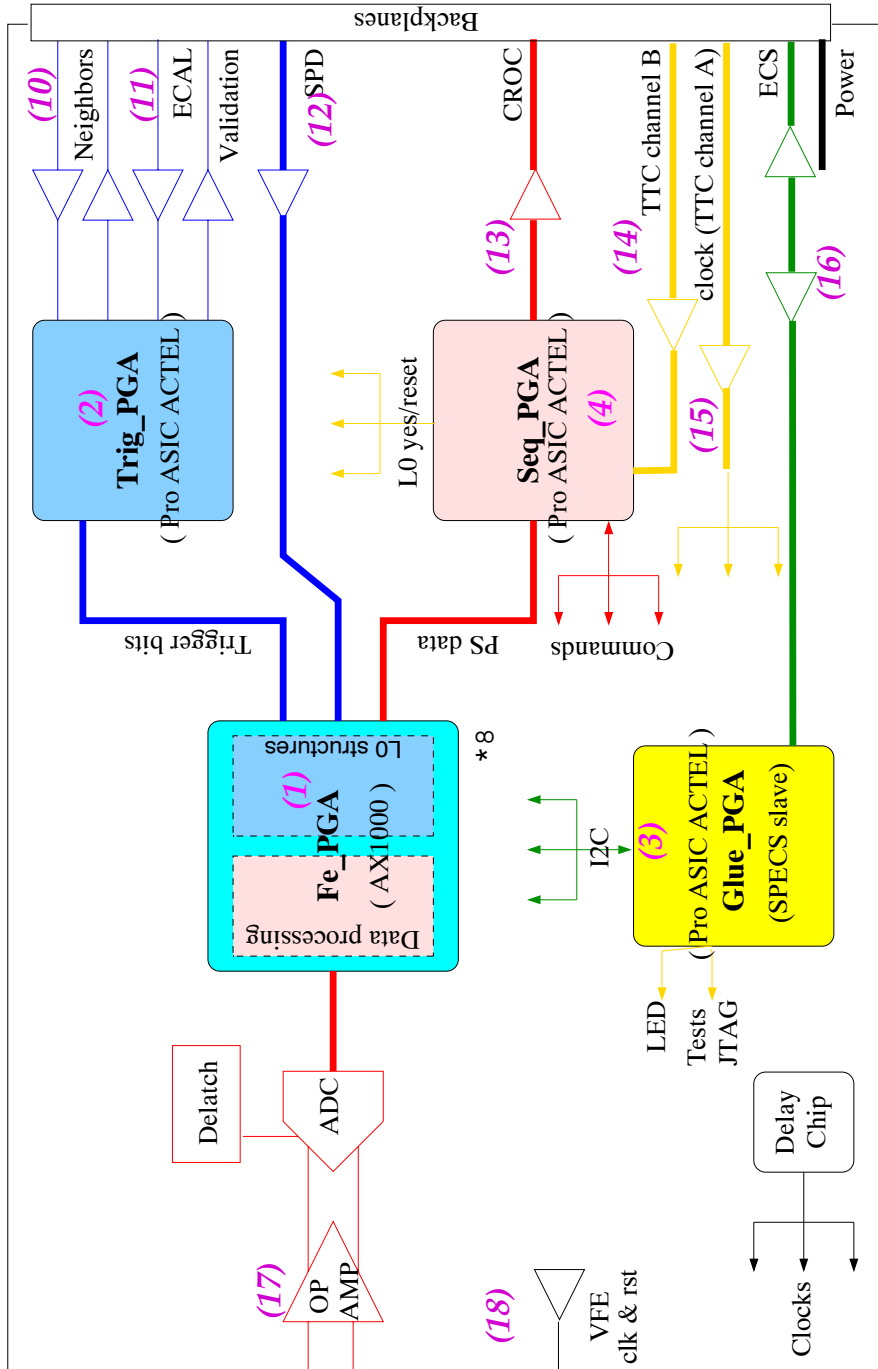 Backplanes
(10)
Neighbors
(11)
ECAL
Validation
SPD
(12)
CROC
(13)
TTC channel B
(14)
clock (TTC channel A)
(15)
ECS
(16)
Power
(2)
Trig_PGA
( Pro ASIC ACTEL )
L0 yes/reset
(4)
Seq_PGA
( Pro ASIC ACTEL )
Trigger bits
PS data
Commands
L0 structures
(1)
Fe_PGA
( AX1000 )
Data processing
*8
I2C
(3)
( Pro ASIC ACTEL )
Glue_PGA
(SPECS slave)
LED
Tests
JTAG
Delatch
ADC
(17)
OP
AMP
(18)
VFE
clk & rst
Delay
Chip
Clocks